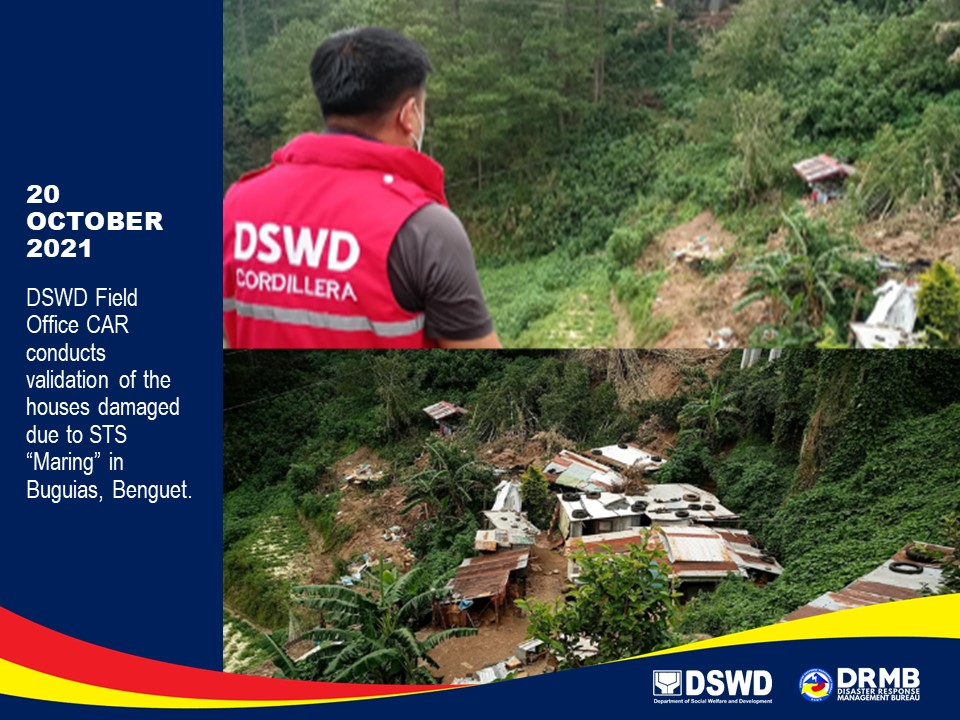 20
OCTOBER
2021
DSWD Field
Office CAR
conducts
validation of the
houses damaged
due to STS
“Maring” in
Buguias, Benguet.
DSWD
CORDILLERA
DSWD
Department of Social Welfare and Development
DRMB
DISASTER RESPONSE
MANAGEMENT BUREAU